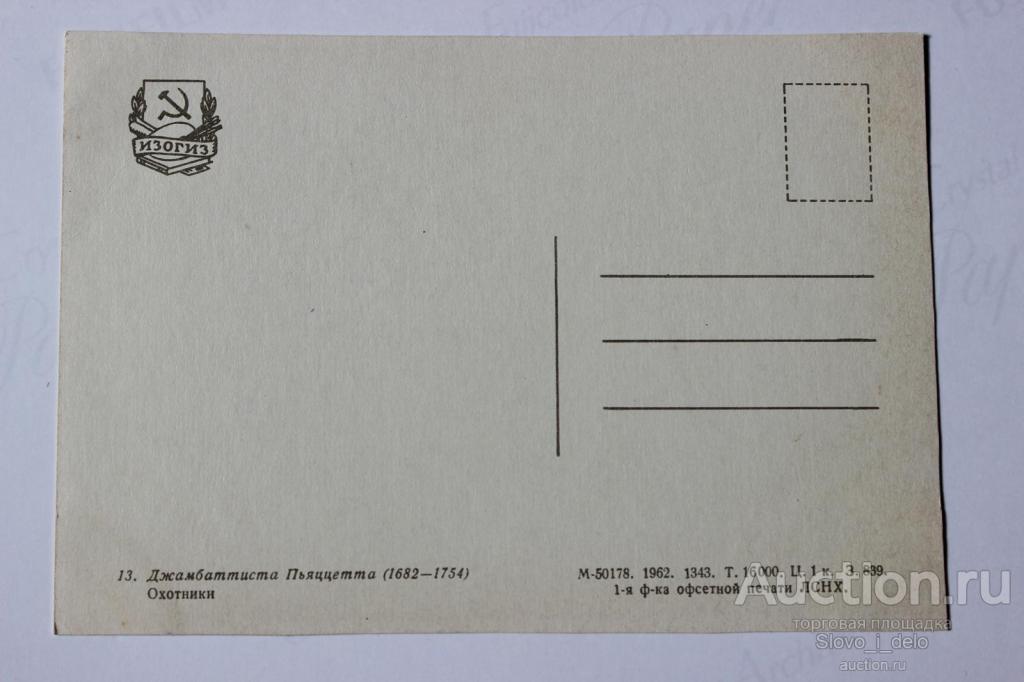 ИЗОГИЗ
13. Джамбаттиста Пьяццетта (1682—1754)
Охотники
М-50178. 1962. 1343. Т. 16000. Ц. 1 к. З. 839.
1-я ф-ка офсетной печати ЛСНХ.
Auction.ru
торговая площадка
Slovo_i_delo
auction.ru